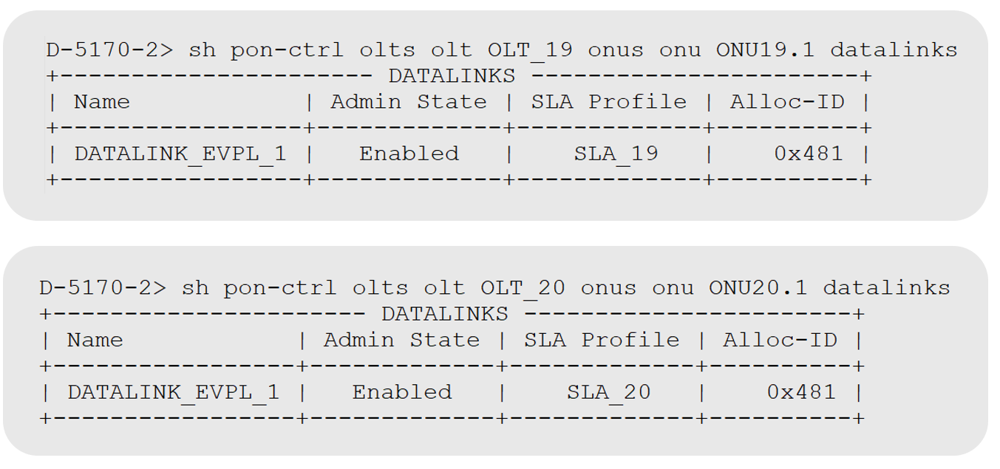 D-5170-2> sh pon-ctrl olts olt OLT_19 onus onu ONU19.1 datalinks
+---------------------- DATALINKS -----------------------+
| Name            | Admin State | SLA Profile | Alloc-ID |
+-----------------+-------------+-------------+----------+
| DATALINK_EVPL_1 |   Enabled   |    SLA_19   |    0x481 |
+-----------------+-------------+-------------+----------+
D-5170-2> sh pon-ctrl olts olt OLT_20 onus onu ONU20.1 datalinks
+---------------------- DATALINKS -----------------------+
| Name            | Admin State | SLA Profile | Alloc-ID |
+-----------------+-------------+-------------+----------+
| DATALINK_EVPL_1 |   Enabled   |    SLA_20   |    0x481 |
+-----------------+-------------+-------------+----------+